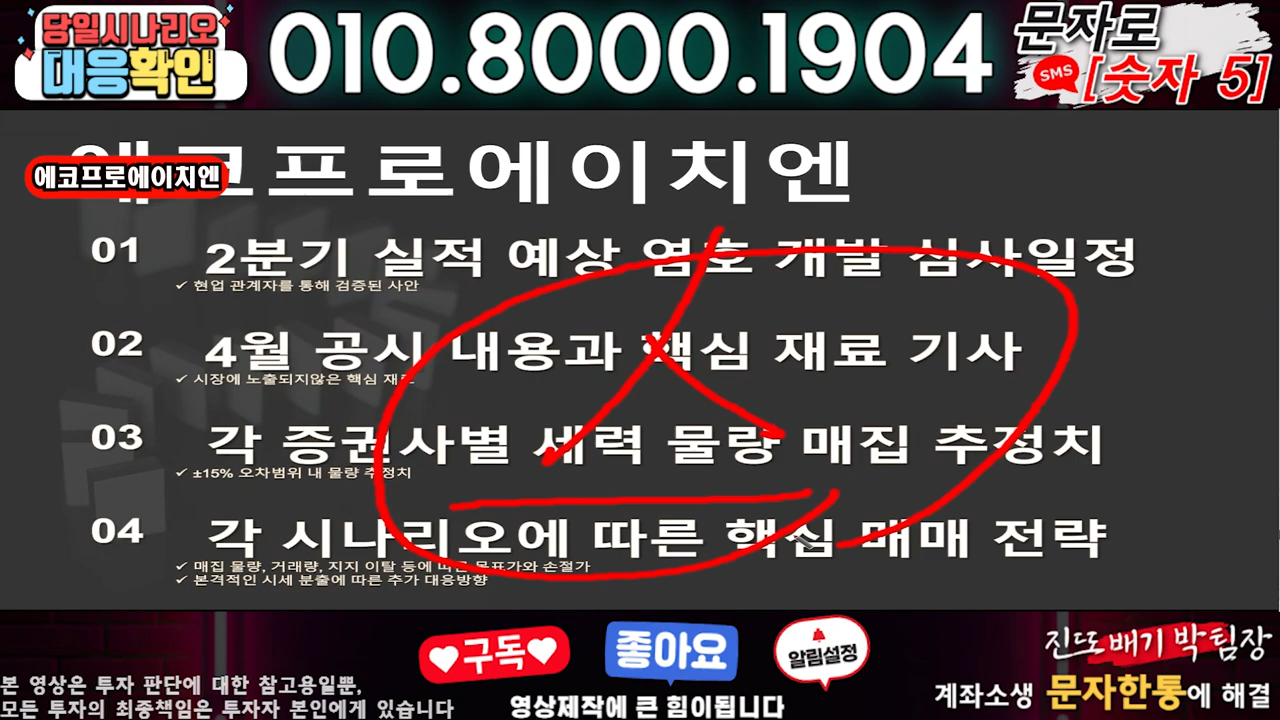 당일시나리오
대응확인
010.8000.1904
문자로
SMS
[숫자 5]
에코프로에이치엔
에코프로에이치엔
01 2분기 실적 예상 염호 개발 심사일정
✓ 현업 관계자를 통해 검증된 사안
02 4월 공시 내용과 핵심 재료 기사
✓ 시장에 노출되지않은 핵심 재료
03 각 증권사별 세력 물량 매집 추정치
✓ ±15% 오차범위 내 물량 추정치
04 각 시나리오에 따른 핵심 매매 전략
✓ 매집 물량, 거래량, 지지 이탈 등에 따른 목표가와 손절가
✓ 본격적인 시세 분출에 따른 추가 대응방향
구독
좋아요
알림설정
영상제작에 큰 힘이됩니다
본 영상은 투자 판단에 대한 참고용일뿐,
모든 투자의 최종책임은 투자자 본인에게 있습니다
진또배기 박팀장
계좌소생 문자한통에 해결